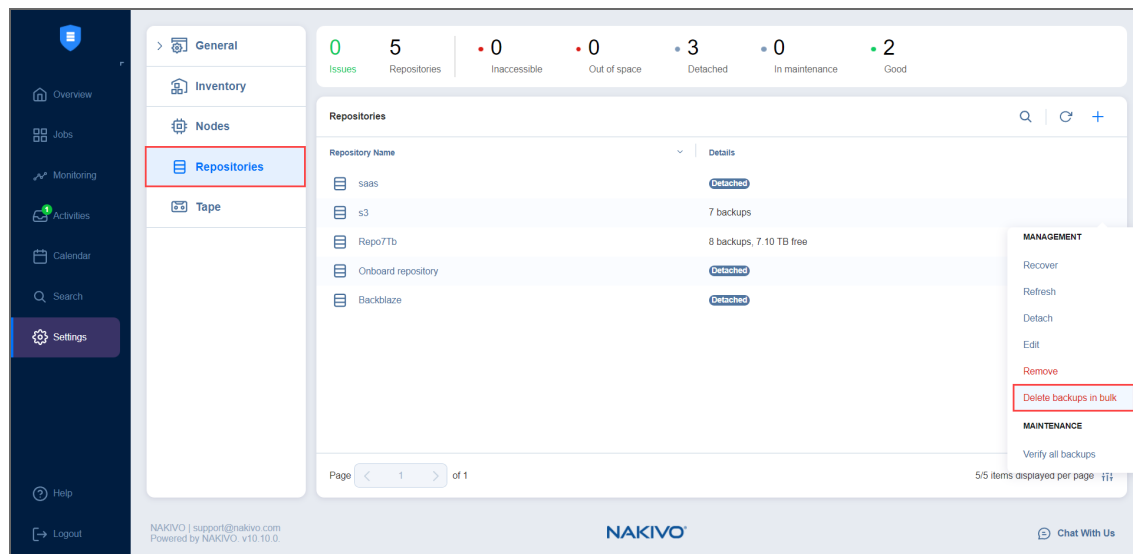 Overview
Jobs
Monitoring
1
Activities
Calendar
Search
Settings
Help
Logout
General
Inventory
Nodes
Repositories
Tape
0
Issues
5
Repositories
0
Inaccessible
0
Out of space
3
Detached
0
In maintenance
2
Good
Repositories
Repository Name
Details
saas
Detached
s3
7 backups
Repo7Tb
8 backups, 7.10 TB free
Onboard repository
Detached
Backblaze
Detached
MANAGEMENT
Recover
Refresh
Detach
Edit
Remove
Delete backups in bulk
MAINTENANCE
Verify all backups
Page 1 of 1
5/5 items displayed per page
NAKIVO | support@nakivo.com
Powered by NAKIVO. v10.10.0.
NAKIVO
Chat With Us